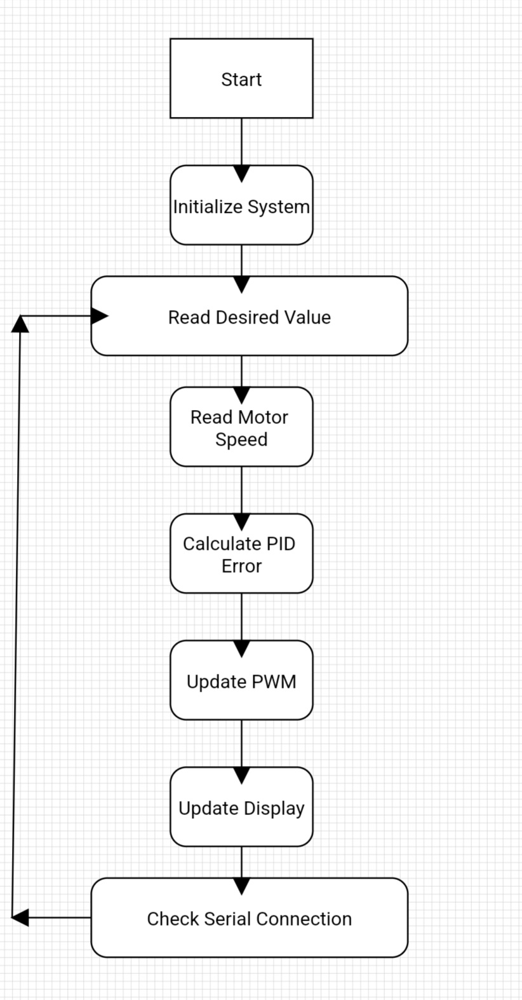 Start
Initialize System
Read Desired Value
Read Motor
Speed
Calculate PID
Error
Update PWM
Update Display
Check Serial Connection